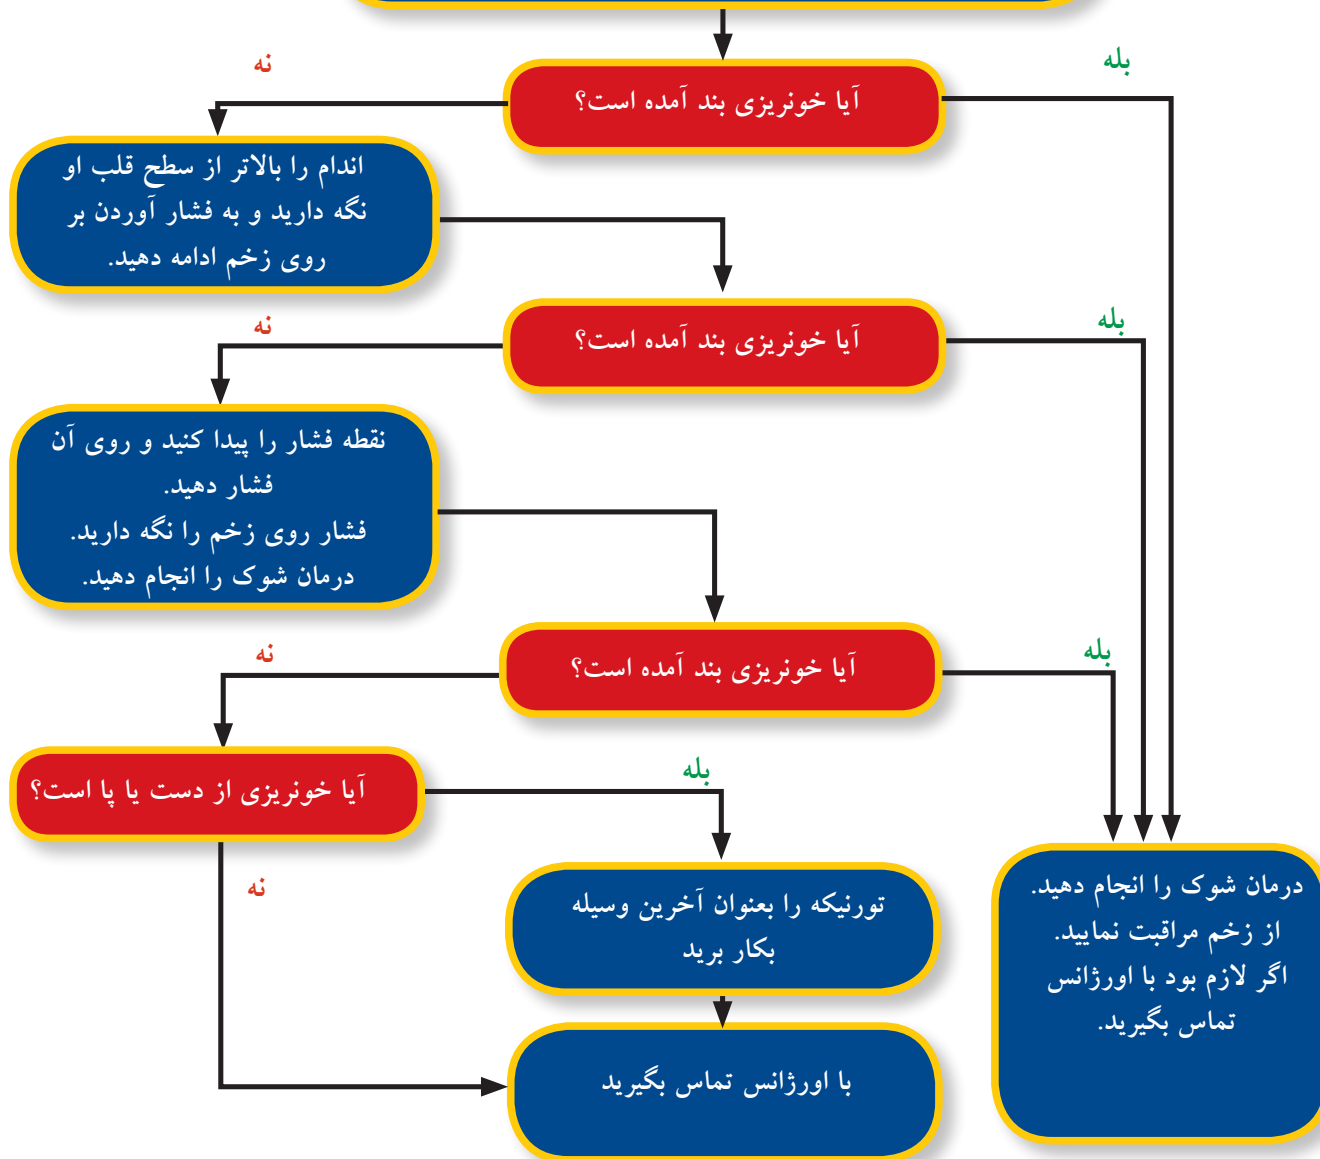 بله
نه
آیا خونریزی بند آمده است؟
اندام را بالاتر از سطح قلب او
نگه دارید و به فشار آوردن بر
روی زخم ادامه دهید.
بله
نه
آیا خونریزی بند آمده است؟
نقطه فشار را پیدا کنید و روی آن
فشار دهید.
فشار روی زخم را نگه دارید.
درمان شوک را انجام دهید.
بله
نه
آیا خونریزی بند آمده است؟
آیا خونریزی از دست یا پا است؟
بله
نه
تورنیکه را بعنوان آخرین وسیله
بکار برید
با اورژانس تماس بگیرید
درمان شوک را انجام دهید.
از زخم مراقبت نمایید.
اگر لازم بود با اورژانس
تماس بگیرید.